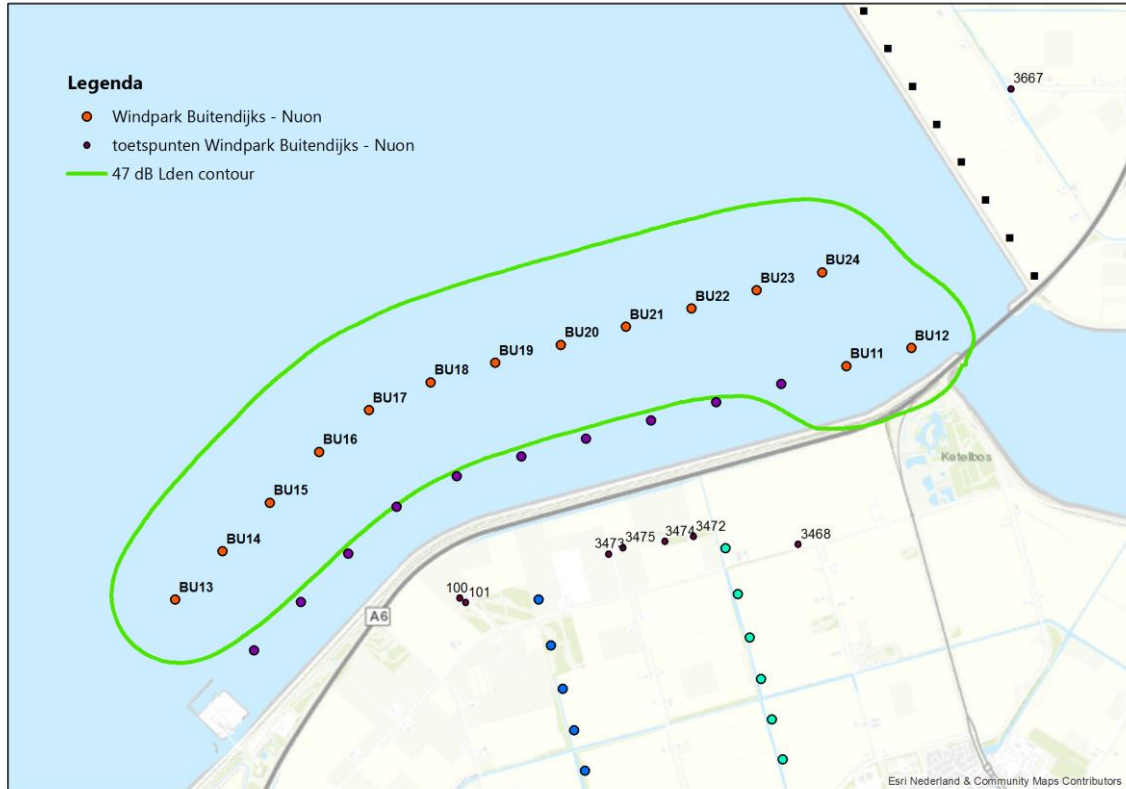 Legenda
Windpark Buitendijks - Nuon
toetspunten Windpark Buitendijks - Nuon
47 dB Lden contour
3667
BU24
BU23
BU22
BU21
BU20
BU19
BU18
BU17
BU16
BU15
BU14
BU13
BU12
BU11
Ketelbos
3472
3474
3475
3473
3468
100
101
A6
Esri Nederland & Community Maps Contributors